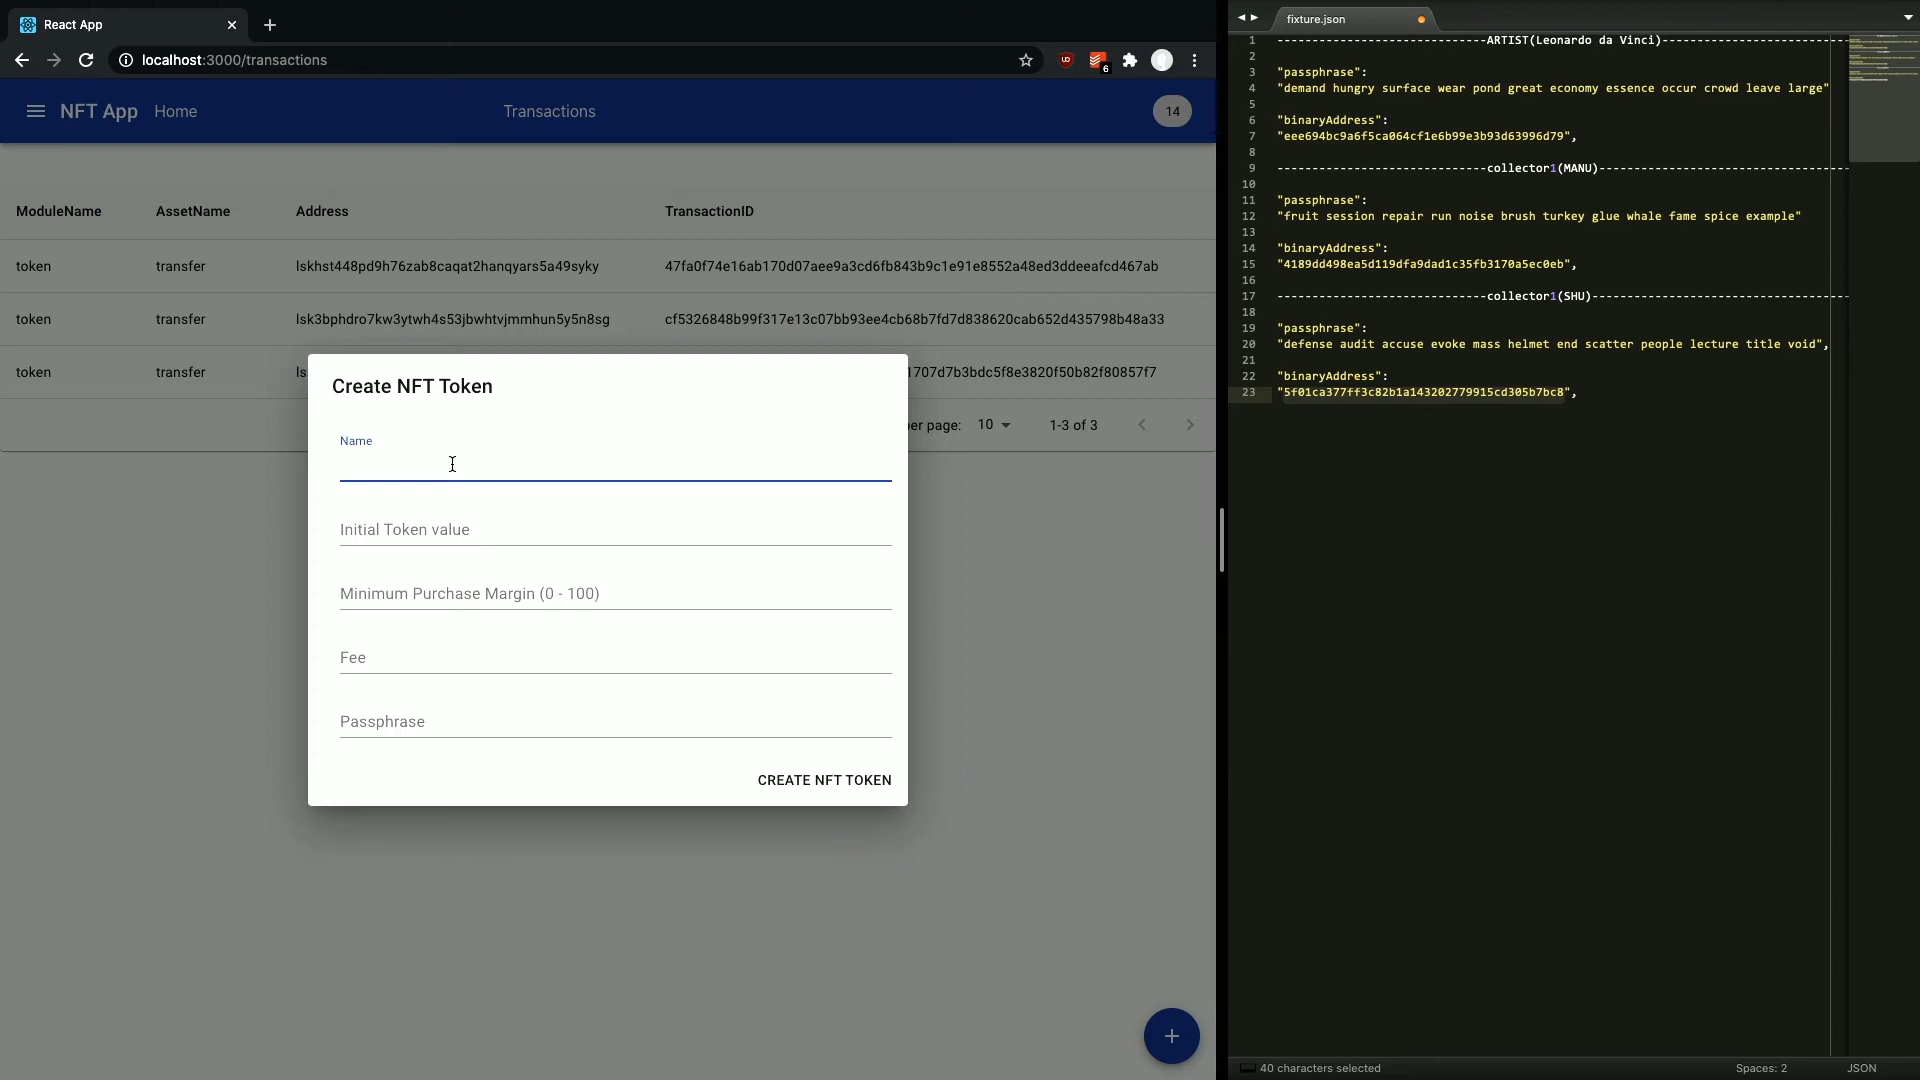 React App
localhost:3000/transactions
6
NFT App Home Transactions 14
ModuleName AssetName Address TransactionID
token transfer lskhst448pd9h76zab8caqat2hanqyars5a49syky 47fa0f74e16ab170d07aee9a3cd6fb843b9c1e91e8552a48ed3ddeeafcd467ab
token transfer lsk3bphdro7kw3ytwh4s53jbwhtvjmmhun5y5n8sg cf5326848b99f317e13c07bb93ee4cb68b7fd7d838620cab652d435798b48a33
token transfer ls 1707d7b3bdc5f8e3820f50b82f80857f7
per page: 10 1-3 of 3
Create NFT Token
Name
Initial Token value
Minimum Purchase Margin (0 - 100)
Fee
Passphrase
CREATE NFT TOKEN
fixture.json
1 ------------------------------ARTIST(Leonardo da Vinci)---------------------------
2
3 "passphrase":
4 "demand hungry surface wear pond great economy essence occur crowd leave large"
5
6 "binaryAddress":
7 "eee694bc9a6f5ca064cf1e6b99e3b93d63996d79",
8
9 ------------------------------collector1(MANU)------------------------------------
10
11 "passphrase":
12 "fruit session repair run noise brush turkey glue whale fame spice example"
13
14 "binaryAddress":
15 "4189dd498ea5d119dfa9dad1c35fb3170a5ec0eb",
16
17 ------------------------------collector1(SHU)-------------------------------------
18
19 "passphrase":
20 "defense audit accuse evoke mass helmet end scatter people lecture title void",
21
22 "binaryAddress":
23 "5f01ca377ff3c82b1a143202779915cd305b7bc8",
40 characters selected Spaces: 2 JSON